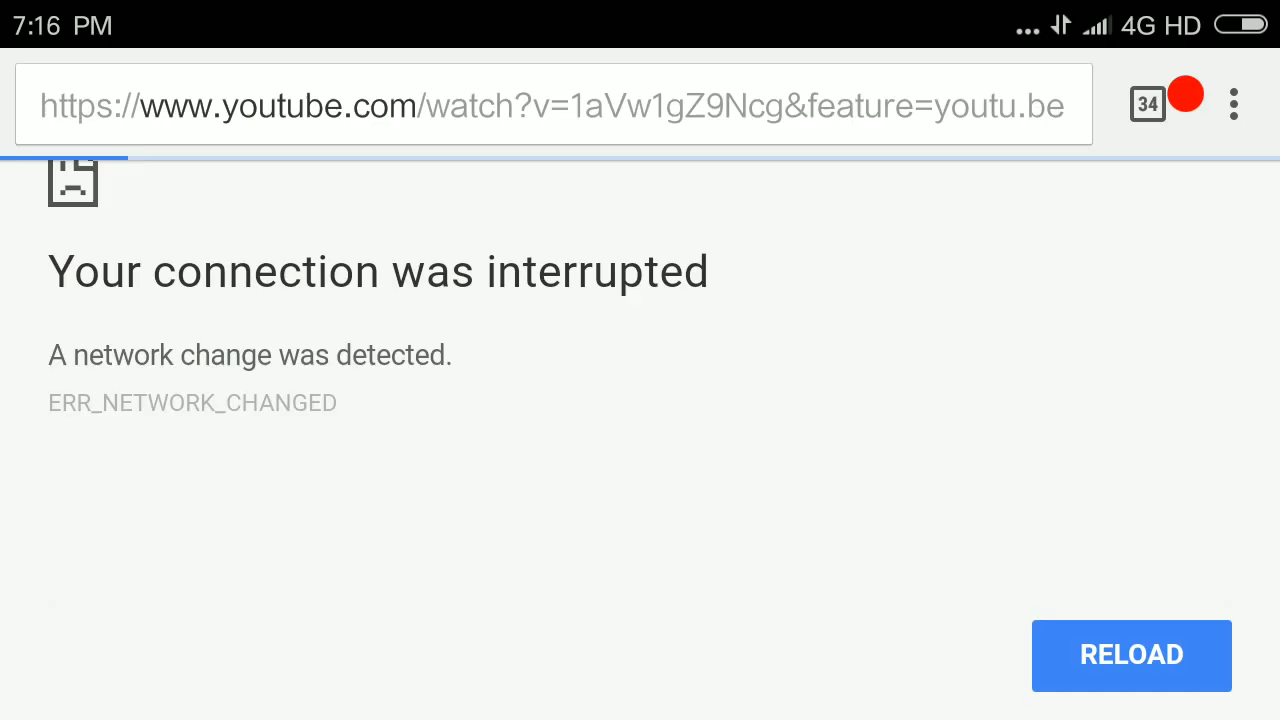 7:16 PM
4G HD
https://www.youtube.com/watch?v=1aVw1gZ9Ncg&feature=youtu.be
34
Your connection was interrupted
A network change was detected.
ERR_NETWORK_CHANGED
RELOAD